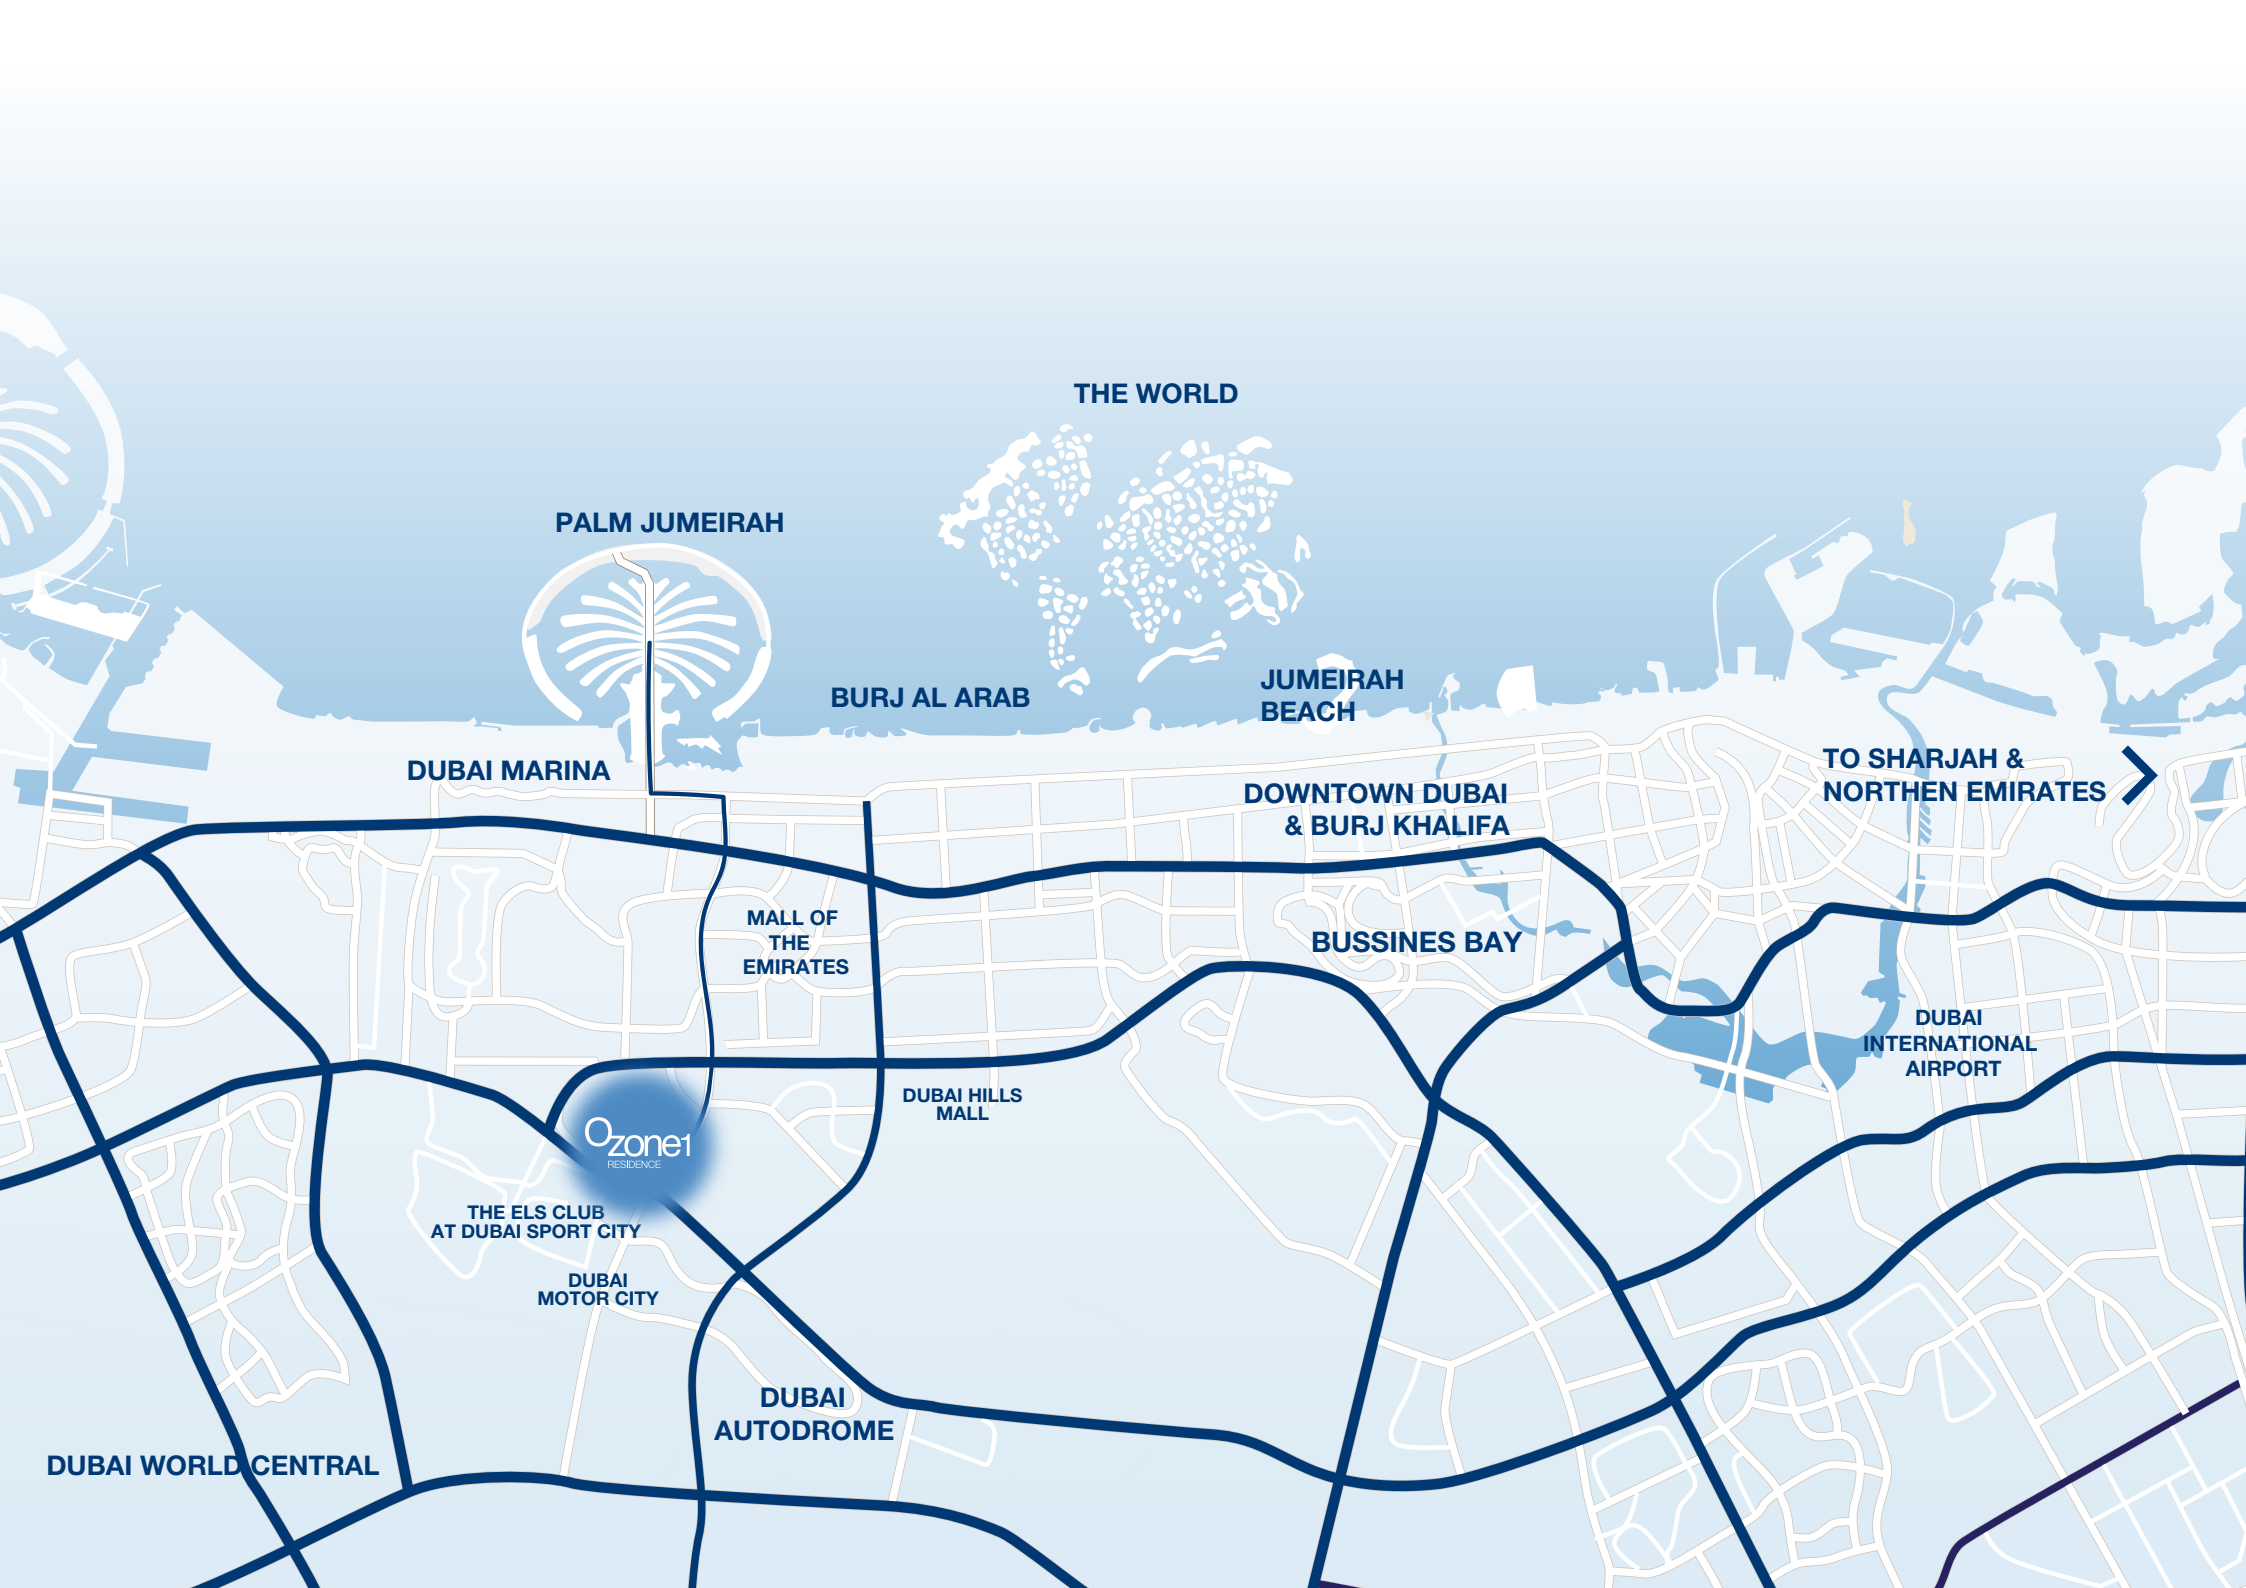 THE WORLD
PALM JUMEIRAH
JUMEIRAH
BEACH
BURJ AL ARAB
DUBAI MARINA
TO SHARJAH &
NORTHEN EMIRATES
DOWNTOWN DUBAI
& BURJ KHALIFA
MALL OF
THE
EMIRATES
BUSSINES BAY
DUBAI
INTERNATIONAL
AIRPORT
DUBAI HILLS
MALL
Ozone1
RESIDENCE
THE ELS CLUB
AT DUBAI SPORT CITY
DUBAI
MOTOR CITY
DUBAI
AUTODROME
DUBAI WORLD CENTRAL